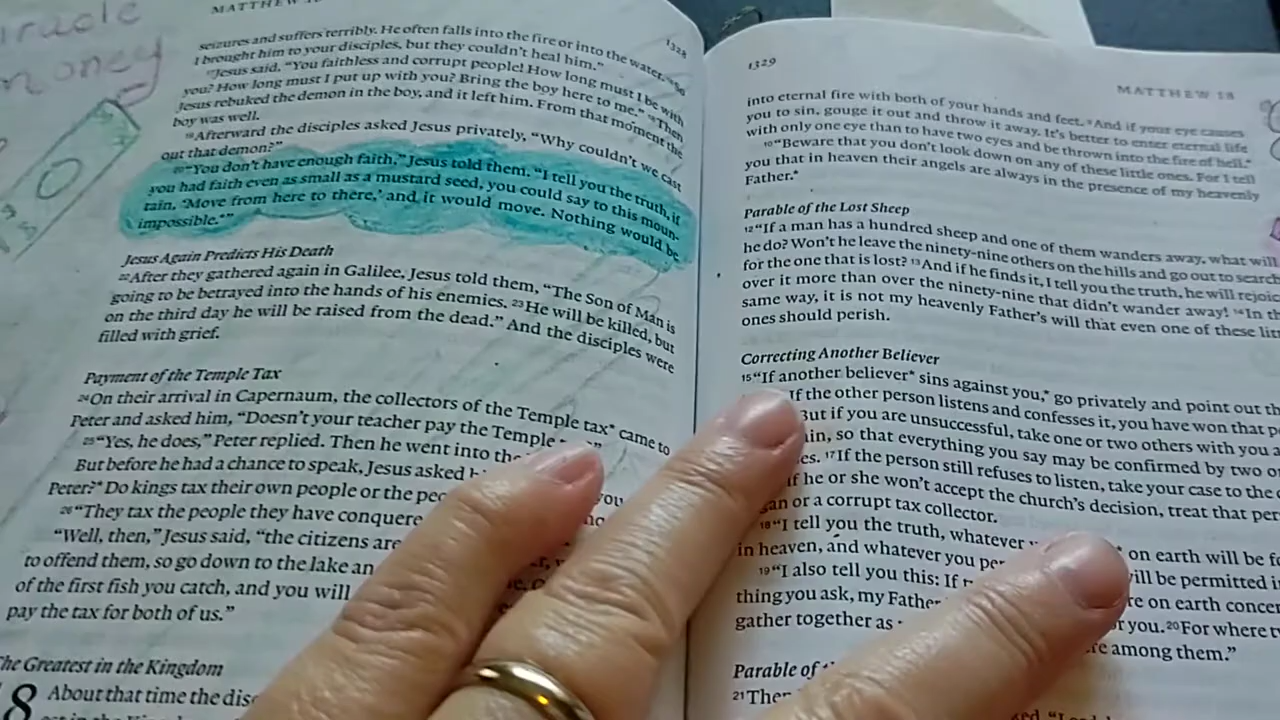 iracle
money
MATTHEW
1328
seizures and suffers terribly. He often falls into the fire or into the water. 16So
I brought him to your disciples, but they couldn't heal him."
17Jesus said, "You faithless and corrupt people! How long must I be with
you? How long must I put up with you? Bring the boy here to me." 18Then
Jesus rebuked the demon in the boy, and it left him. From that moment the
boy was well.
19Afterward the disciples asked Jesus privately, "Why couldn't we cast
out that demon?"
20"You don't have enough faith," Jesus told them. "I tell you the truth, if
you had faith even as small as a mustard seed, you could say to this moun-
tain, 'Move from here to there,' and it would move. Nothing would be
impossible.*"
Jesus Again Predicts His Death
22After they gathered again in Galilee, Jesus told them, "The Son of Man is
going to be betrayed into the hands of his enemies. 23He will be killed, but
on the third day he will be raised from the dead." And the disciples were
filled with grief.
Payment of the Temple Tax
24On their arrival in Capernaum, the collectors of the Temple tax* came to
Peter and asked him, "Doesn't your teacher pay the Temple
25"Yes, he does," Peter replied. Then he went into the
But before he had a chance to speak, Jesus asked
Peter?* Do kings tax their own people or the
26"They tax the people they have
"Well, then," Jesus said, "the citizens are
to offend them, so go down to the lake
of the first fish you catch, and you will
pay the tax for both of us."
The Greatest in the Kingdom
8 About that time the
1329
MATTHEW 18
into eternal fire with both of your hands and feet. 9And if your eye causes
you to sin, gouge it out and throw it away. It's better to enter eternal life
with only one eye than to have two eyes and be thrown into the fire of hell.*
10"Beware that you don't look down on any of these little ones. For I tell
you that in heaven their angels are always in the presence of my heavenly
Father.*
Parable of the Lost Sheep
12"If a man has a hundred sheep and one of them wanders away, what will
he do? Won't he leave the ninety-nine others on the hills and go out to search
for the one that is lost? 13And if he finds it, I tell you the truth, he will
over it more than over the ninety-nine that didn't wander away! 14In
same way, it is not my heavenly Father's will that even one of these
ones should perish.
Correcting Another Believer
15"If another believer* sins against you,* go privately and point out
If the other person listens and confesses it, you have won that
But if you are unsuccessful, take one or two others with you
so that everything you say may be confirmed by two
17If the person still refuses to listen, take your case to the
if he or she won't accept the church's decision, treat that
or a corrupt tax collector.
18"I tell you the truth, whatever on earth will be
in heaven, and whatever you will be permitted
19"I also tell you this: If on earth
thing you ask, my Father you. 20For where
gather together as among them."
Parable of
21Then